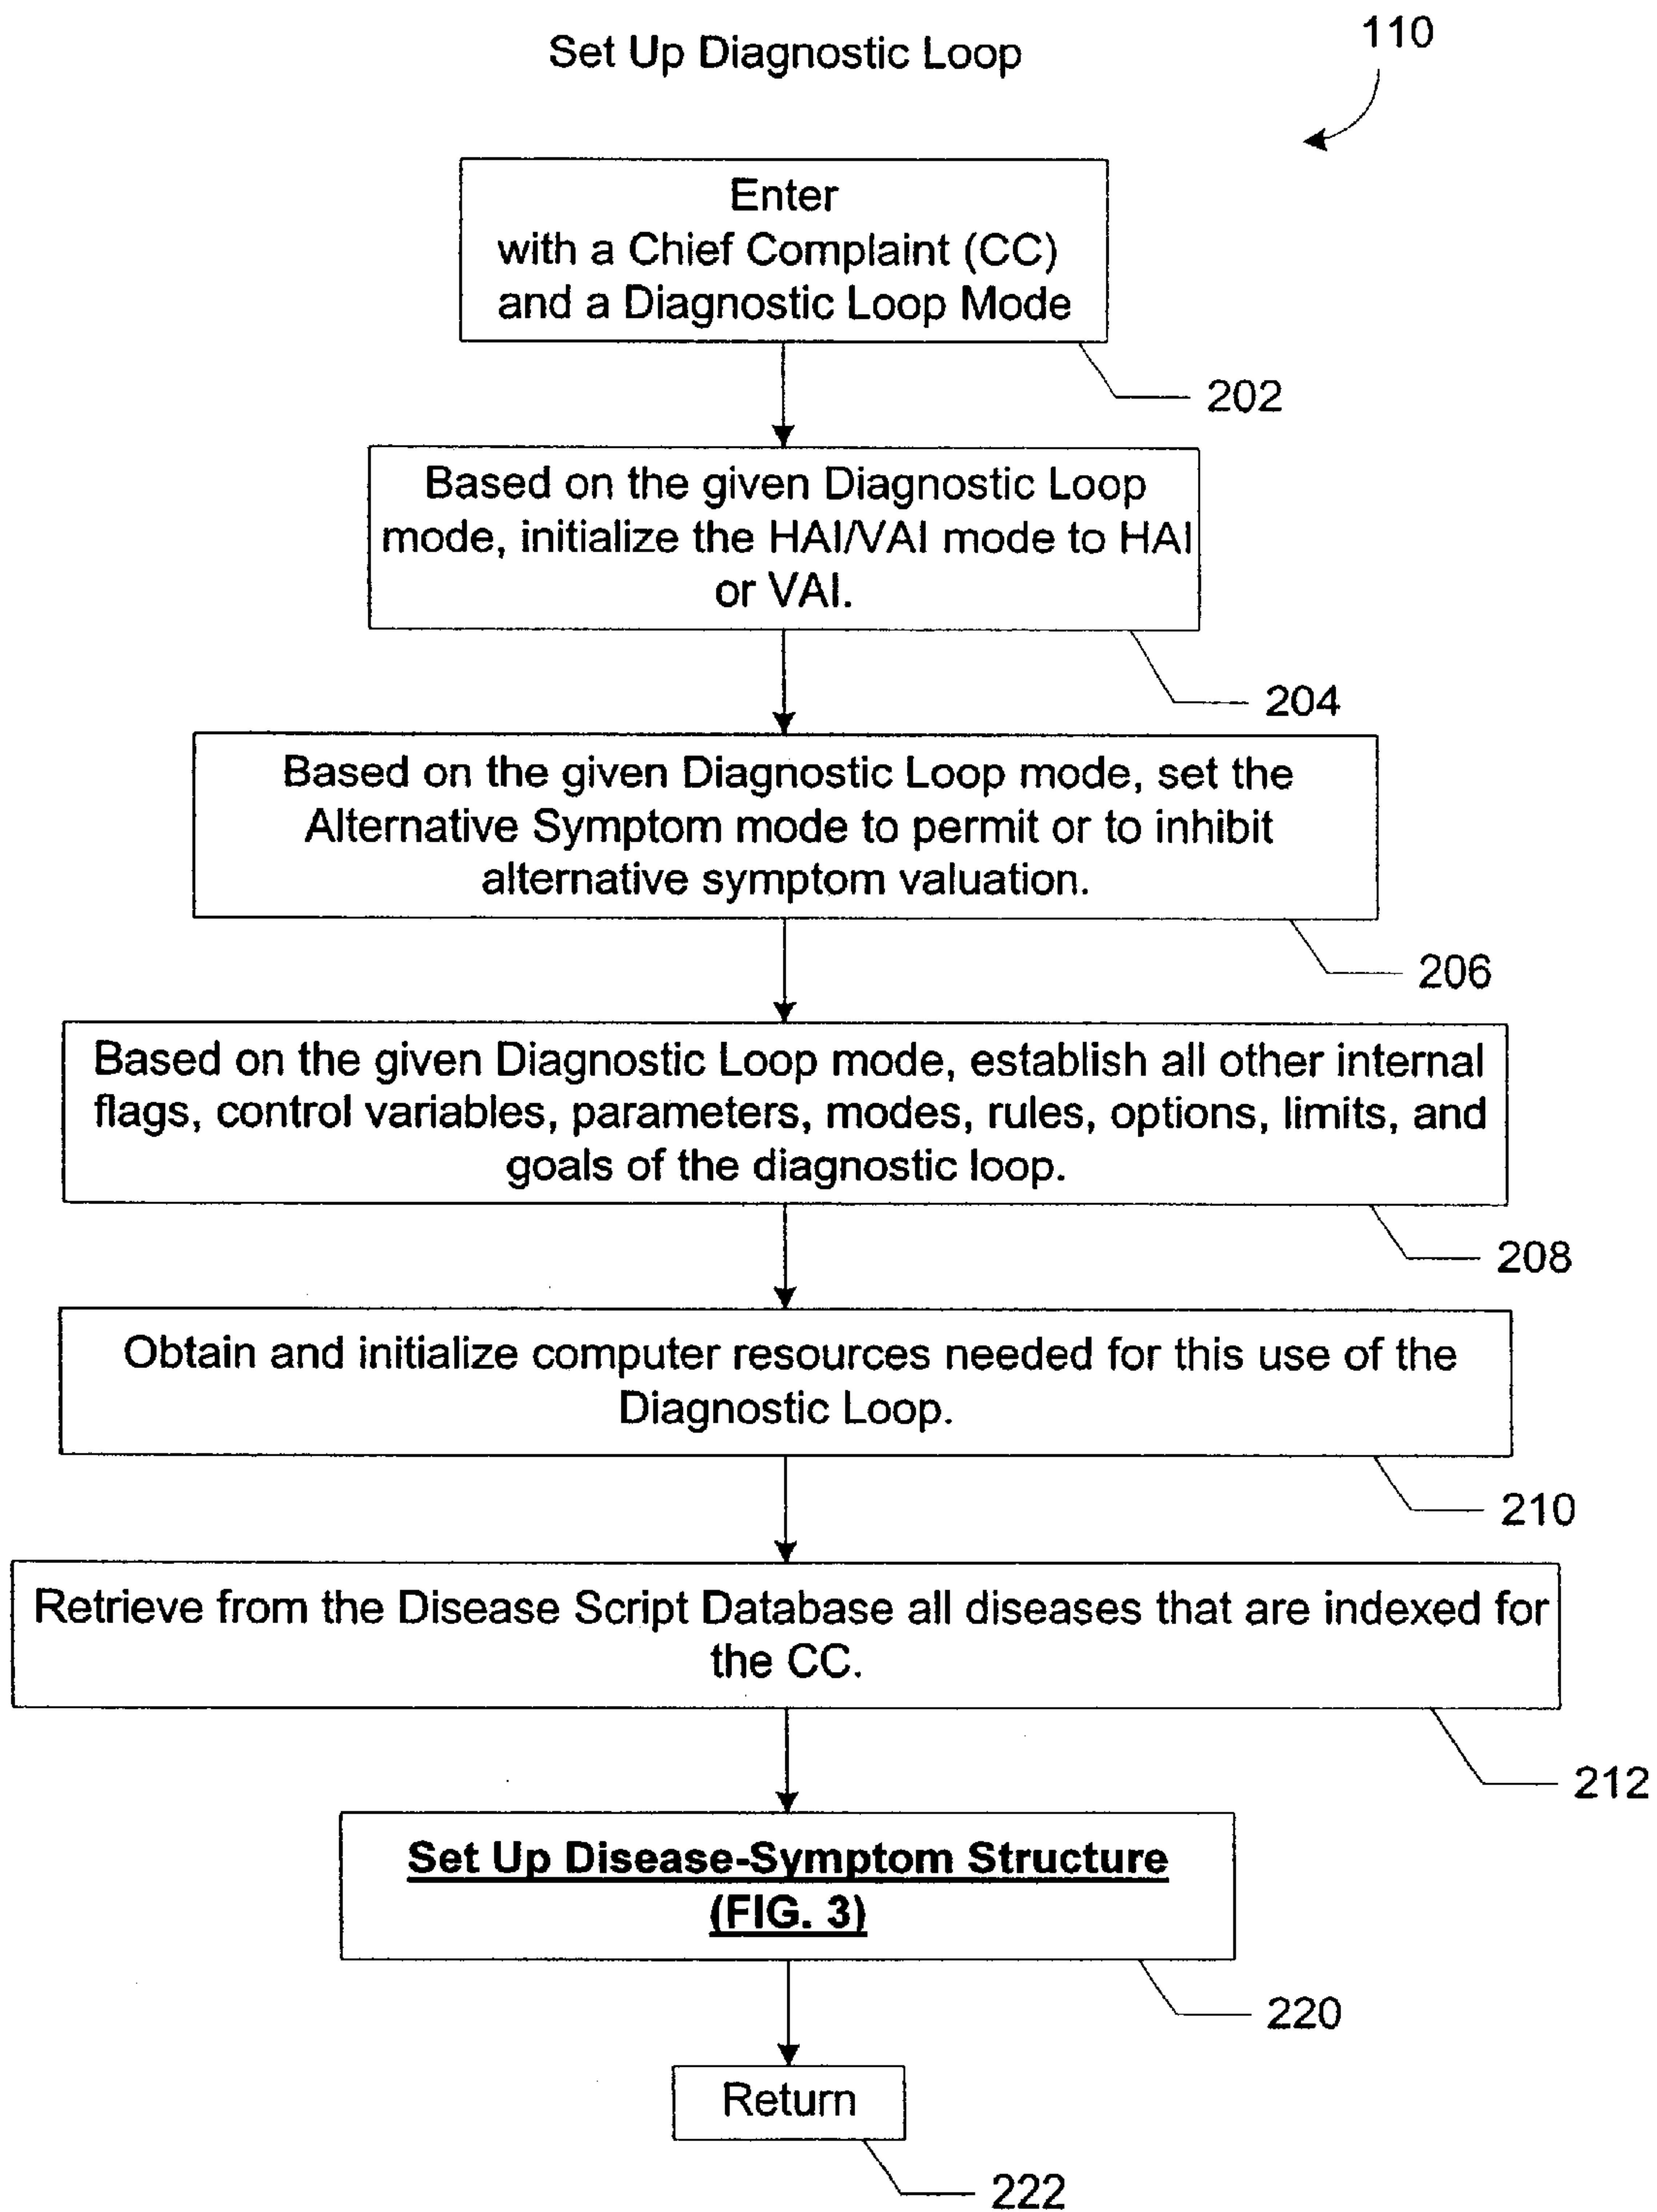 Set Up Diagnostic Loop
110
Enter
with a Chief Complaint (CC)
and a Diagnostic Loop Mode
202
Based on the given Diagnostic Loop
mode, initialize the HAI/VAI mode to HAI
or VAI.
204
Based on the given Diagnostic Loop mode, set the
Alternative Symptom mode to permit or to inhibit
alternative symptom valuation.
206
Based on the given Diagnostic Loop mode, establish all other internal
flags, control variables, parameters, modes, rules, options, limits, and
goals of the diagnostic loop.
208
Obtain and initialize computer resources needed for this use of the
Diagnostic Loop.
210
Retrieve from the Disease Script Database all diseases that are indexed for
the CC.
212
Set Up Disease-Symptom Structure
(FIG. 3)
220
Return
222